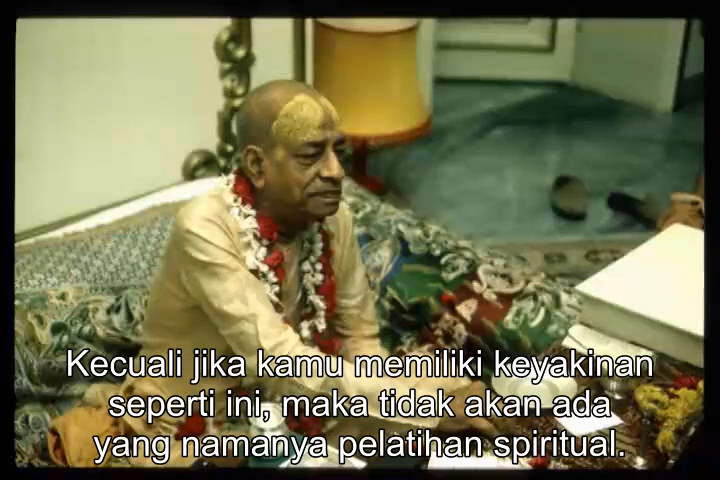 Kecuali jika kamu memiliki keyakinan
seperti ini, maka tidak akan ada
yang namanya pelatihan spiritual.